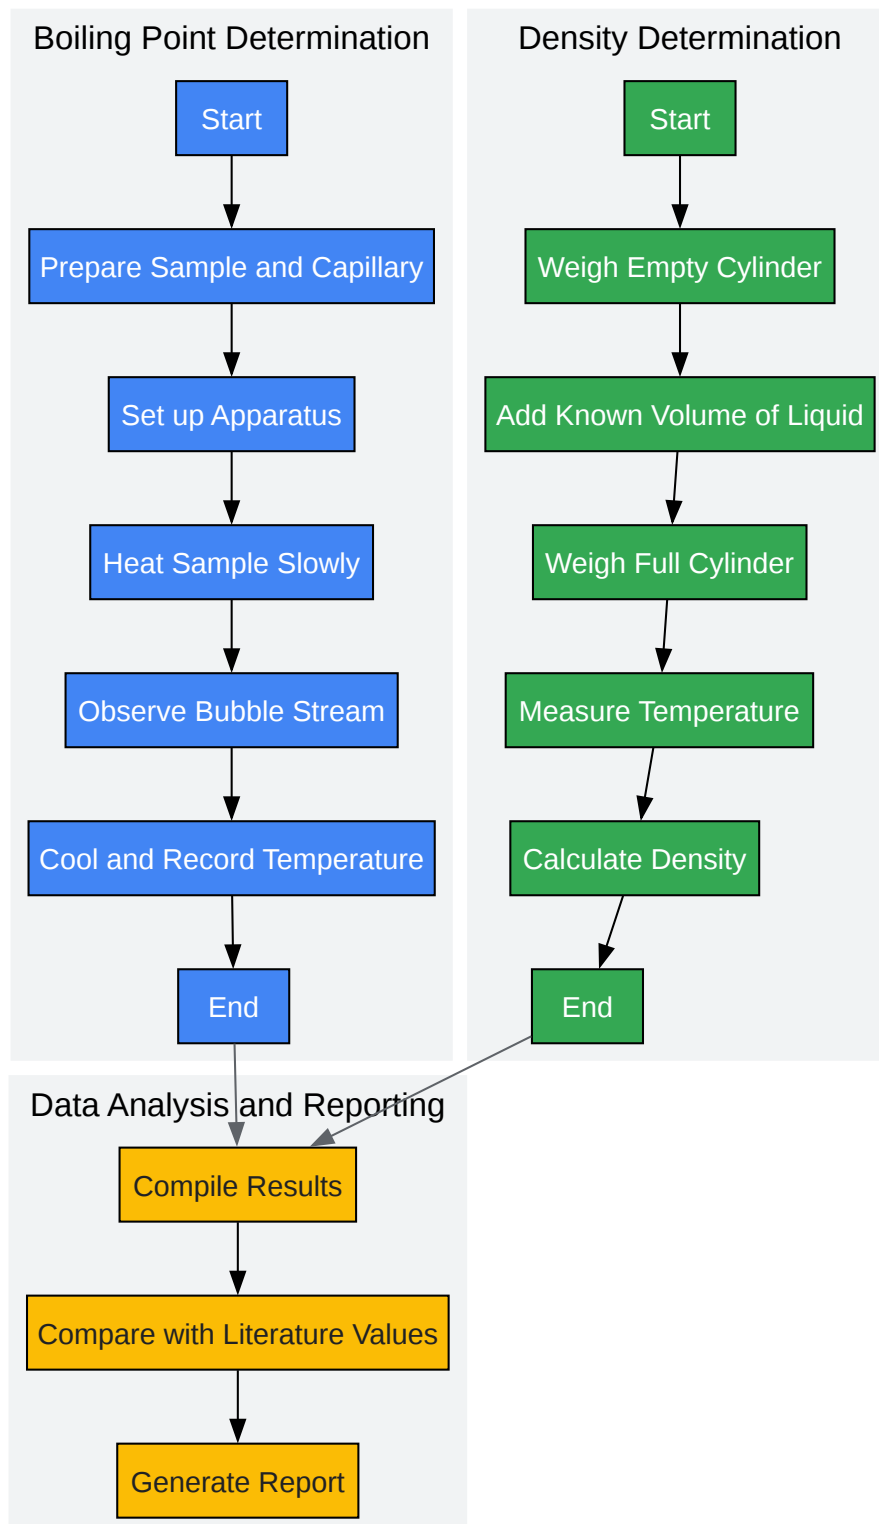 Boiling Point Determination
Start
Prepare Sample and Capillary
Set up Apparatus
Heat Sample Slowly
Observe Bubble Stream
Cool and Record Temperature
End
Density Determination
Start
Weigh Empty Cylinder
Add Known Volume of Liquid
Weigh Full Cylinder
Measure Temperature
Calculate Density
End
Data Analysis and Reporting
Compile Results
Compare with Literature Values
Generate Report